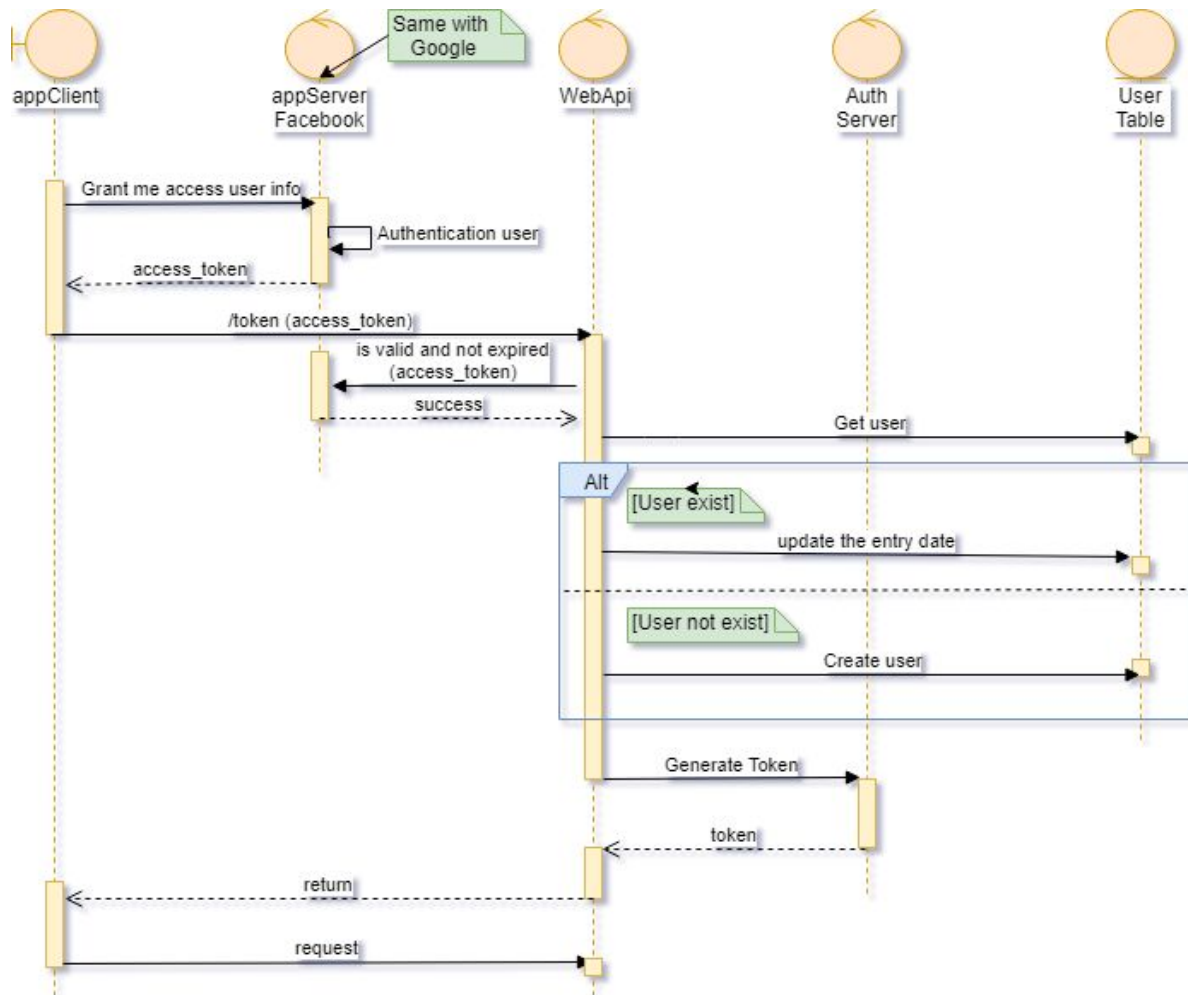 Same with
Google
appClient
appServer
Facebook
WebApi
Auth
Server
User
Table
Grant me access user info
Authentication user
access_token
/token (access_token)
is valid and not expired
(access_token)
success
Get user
Alt
[User exist]
update the entry date
[User not exist]
Create user
Generate Token
token
return
request